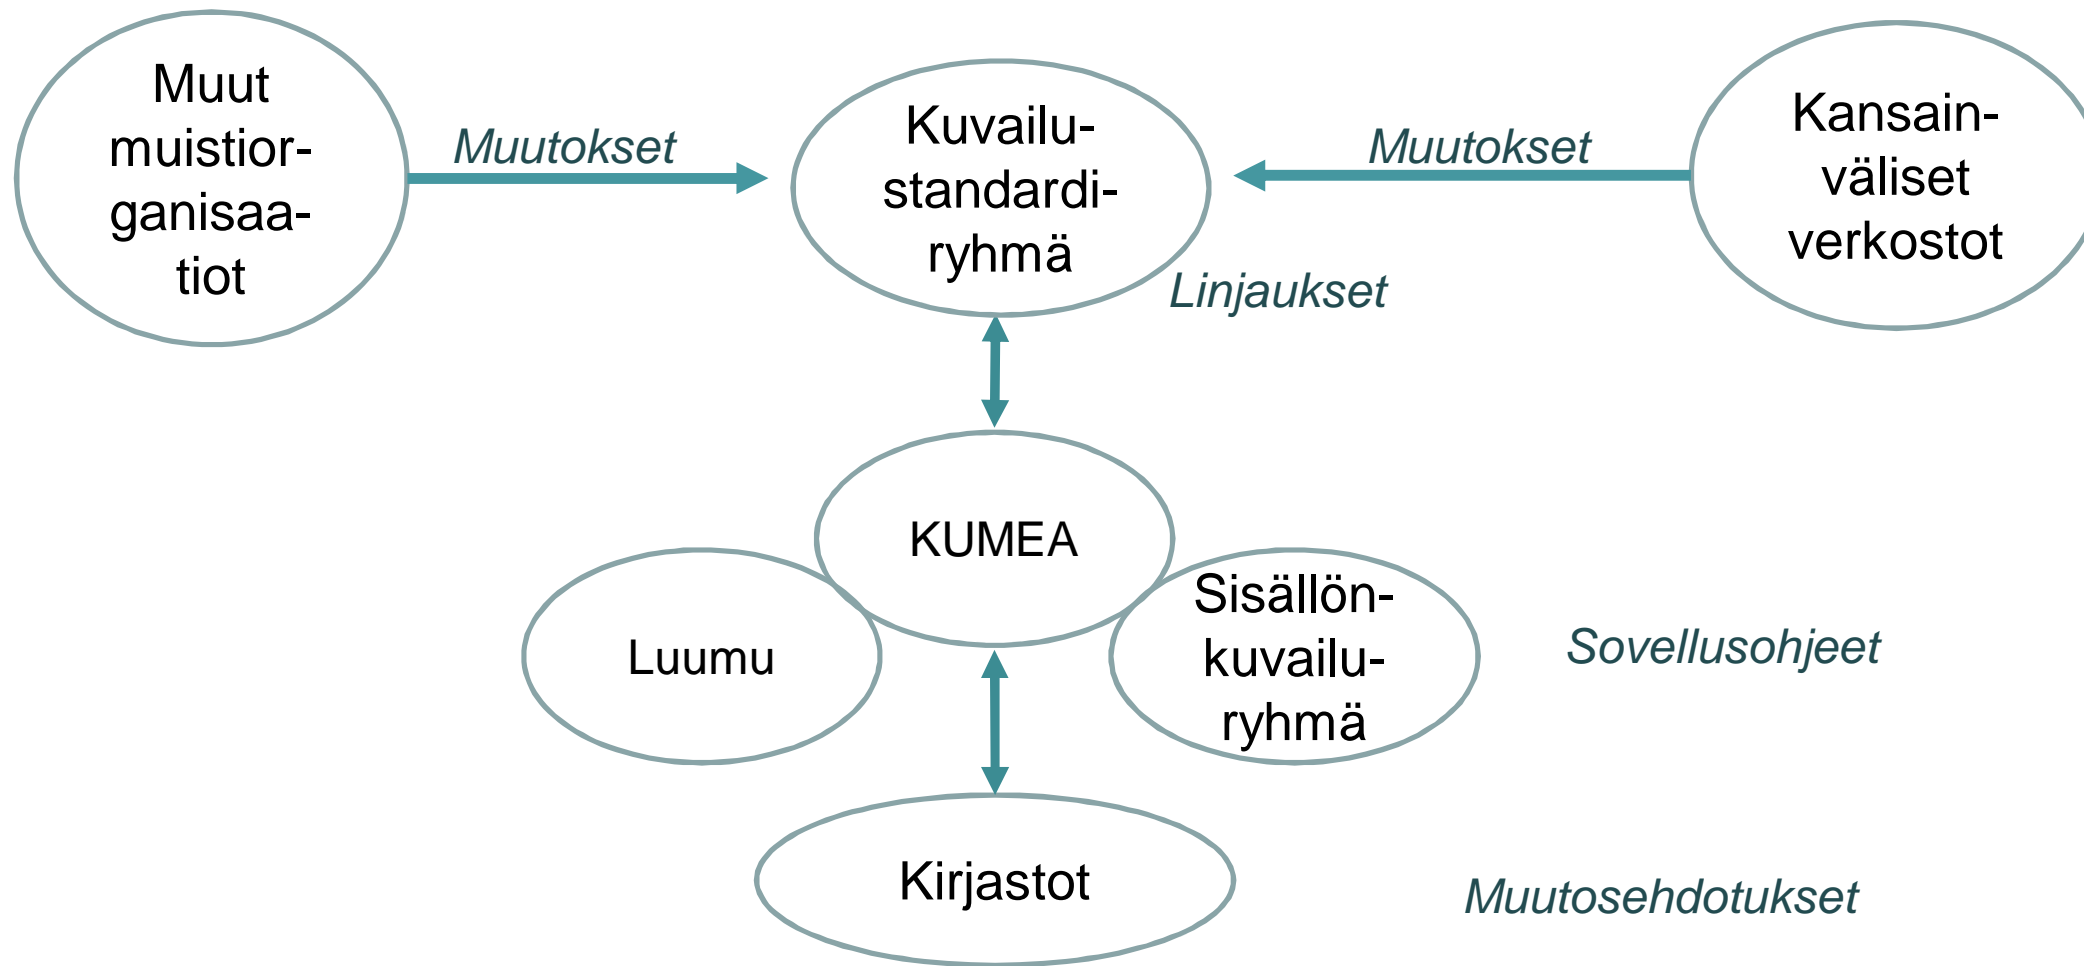 Muut
muistior-
ganisaa-
tiot
Muutokset
Kuvailu-
standardi-
ryhmä
Linjaukset
Muutokset
Kansain-
väliset
verkostot
KUMEA
Luumu
Sisällön-
kuvailu-
ryhmä
Sovellusohjeet
Kirjastot
Muutosehdotukset